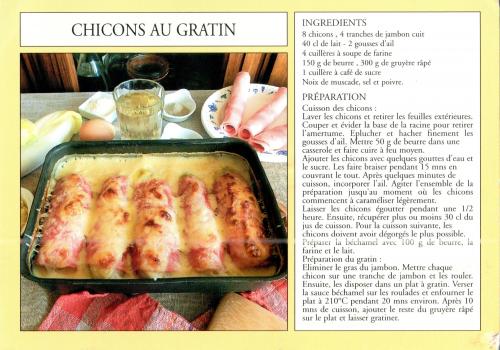 CHICONS AU GRATIN
INGREDIENTS
8 chicons , 4 tranches de jambon cuit
40 cl de lait - 2 gousses d'ail
4 cuillères à soupe de farine
150 g de beurre , 300 g de gruyère râpé
1 cuillère à café de sucre
Noix de muscade, sel et poivre.
PRÉPARATION
Cuisson des chicons :
Laver les chicons et retirer les feuilles extérieures.
Couper et évider la base de la racine pour retirer
l'amertume. Eplucher et hacher finement les
gousses d'ail. Mettre 50 g de beurre dans une
casserole et faire cuire à feu moyen.
Ajouter les chicons avec quelques gouttes d'eau et
le sucre. Les faire braiser pendant 15 mns en
couvrant le tout. Après quelques minutes de
cuisson, incorporer l'ail. Agiter l'ensemble de la
préparation jusqu'au moment où les chicons
commencent à caraméliser légèrement.
Laisser les chicons égoutter pendant une 1/2
heure. Ensuite, récupérer plus ou moins 30 cl du
jus de cuisson. Pour la cuisson suivante, les
chicons doivent avoir dégorgés le plus possible.
Préparer la béchamel avec 100 g de beurre, la
farine et le lait.
Préparation du gratin :
Eliminer le gras du jambon. Mettre chaque
chicon sur une tranche de jambon et les rouler.
Ensuite, les disposer dans un plat à gratin. Verser
la sauce béchamel sur les roulades et enfourner le
plat à 210°C pendant 20 mns environ. Après 10
mns de cuisson, ajouter le reste du gruyère râpé
sur le plat et laisser gratiner.